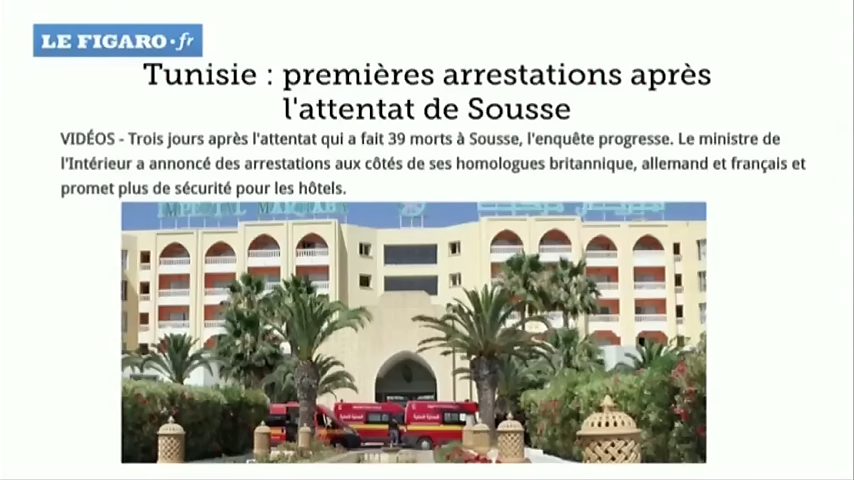 LE FIGARO·fr
Tunisie : premières arrestations après
l'attentat de Sousse
VIDÉOS - Trois jours après l'attentat qui a fait 39 morts à Sousse, l'enquête progresse. Le ministre de
l'Intérieur a annoncé des arrestations aux côtés de ses homologues britannique, allemand et français et
promet plus de sécurité pour les hôtels.
IMPERIAL MARHABA